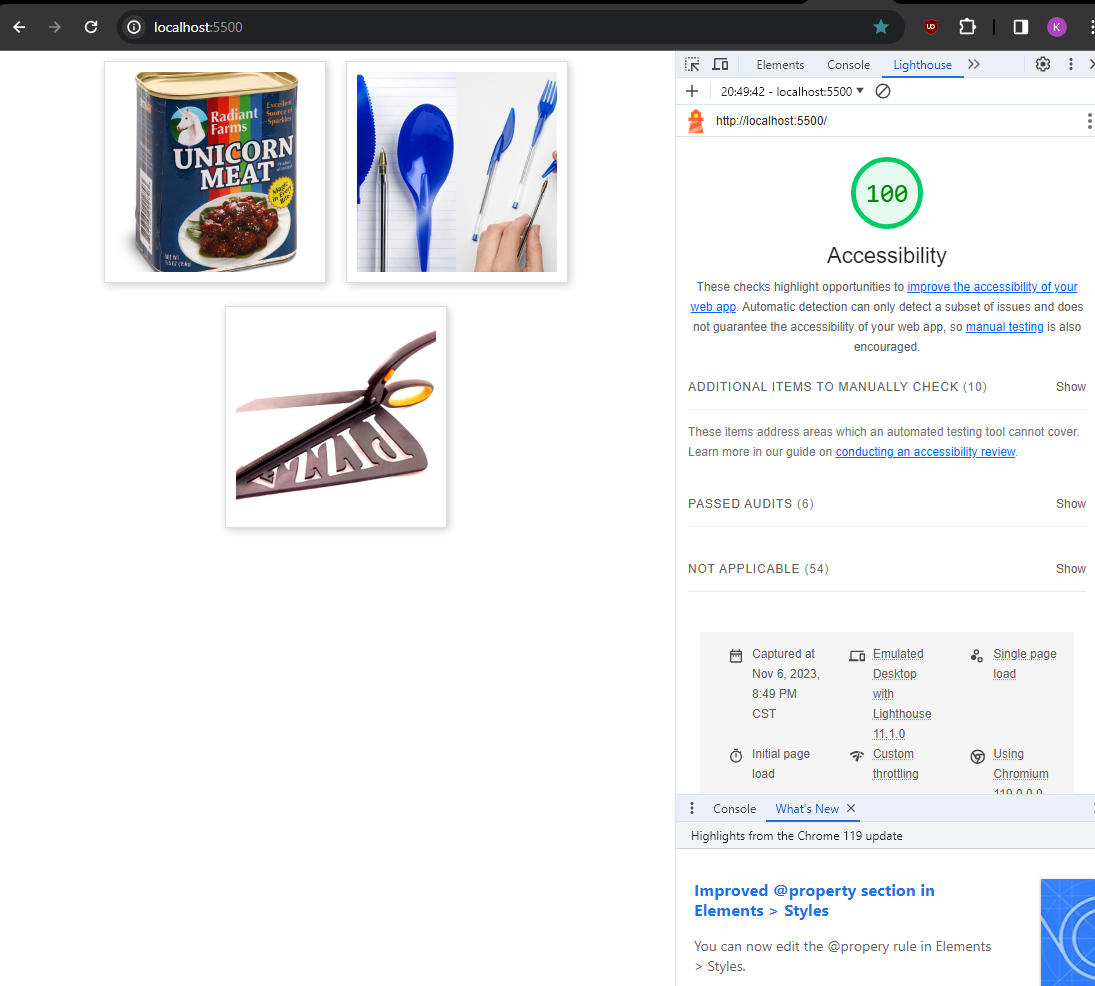 localhost:5500
UD
K
Radiant
Farms
Excellent
Source of
Sparkles
UNICORN
MEAT
Magic
in Every
Bite!
PIZZA
Elements
Console
Lighthouse
20:49:42 - localhost:5500
http://localhost:5500/
100
Accessibility
These checks highlight opportunities to improve the accessibility of your
web app. Automatic detection can only detect a subset of issues and does
not guarantee the accessibility of your web app, so manual testing is also
encouraged.
ADDITIONAL ITEMS TO MANUALLY CHECK (10)
Show
These items address areas which an automated testing tool cannot cover.
Learn more in our guide on conducting an accessibility review.
PASSED AUDITS (6)
Show
NOT APPLICABLE (54)
Show
Captured at
Nov 6, 2023,
8:49 PM
CST
Emulated
Desktop
with
Lighthouse
11.1.0
Single page
load
Initial page
load
Custom
throttling
Using
Chromium
119.0.0.0
Console
What's New
Highlights from the Chrome 119 update
Improved @property section in
Elements > Styles
You can now edit the @propery rule in Elements
> Styles.